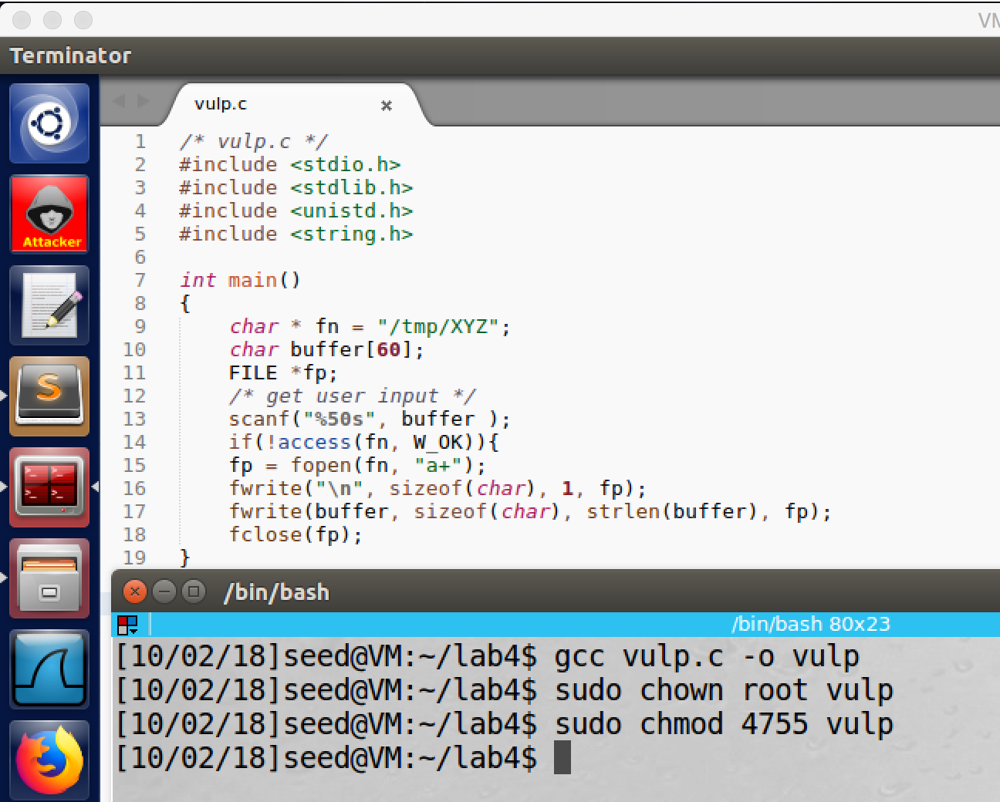 VM
Terminator
vulp.c
1 /* vulp.c */
2 #include <stdio.h>
3 #include <stdlib.h>
4 #include <unistd.h>
5 #include <string.h>
6
7 int main()
8 {
9 char * fn = "/tmp/XYZ";
10 char buffer[60];
11 FILE *fp;
12 /* get user input */
13 scanf("%50s", buffer );
14 if(!access(fn, W_OK)){
15 fp = fopen(fn, "a+");
16 fwrite("\n", sizeof(char), 1, fp);
17 fwrite(buffer, sizeof(char), strlen(buffer), fp);
18 fclose(fp);
19 }
Attacker
/bin/bash
/bin/bash 80x23
[10/02/18]seed@VM:~/lab4$ gcc vulp.c -o vulp
[10/02/18]seed@VM:~/lab4$ sudo chown root vulp
[10/02/18]seed@VM:~/lab4$ sudo chmod 4755 vulp
[10/02/18]seed@VM:~/lab4$